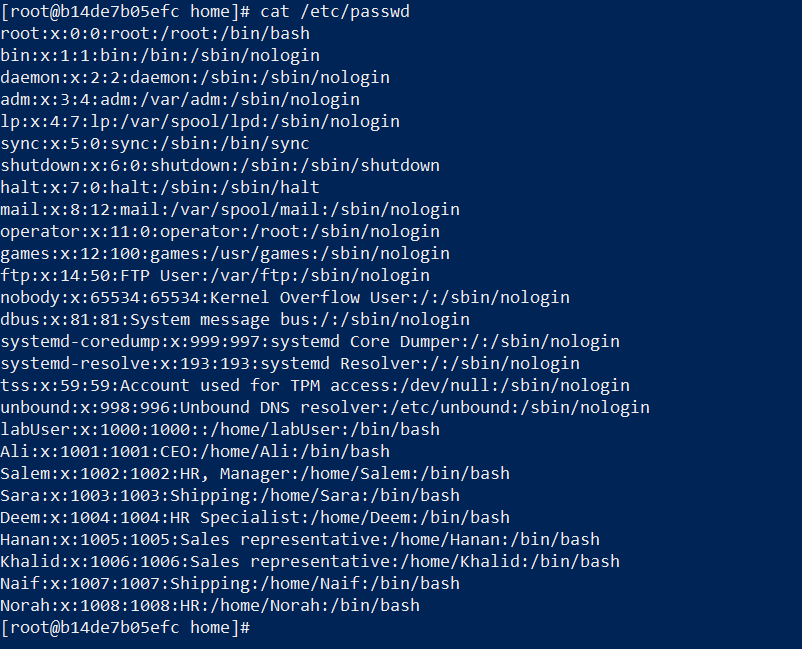 [root@b14de7b05efc home]# cat /etc/passwd
root:x:0:0:root:/root:/bin/bash
bin:x:1:1:bin:/bin:/sbin/nologin
daemon:x:2:2:daemon:/sbin:/sbin/nologin
adm:x:3:4:adm:/var/adm:/sbin/nologin
lp:x:4:7:lp:/var/spool/lpd:/sbin/nologin
sync:x:5:0:sync:/sbin:/bin/sync
shutdown:x:6:0:shutdown:/sbin:/sbin/shutdown
halt:x:7:0:halt:/sbin:/sbin/halt
mail:x:8:12:mail:/var/spool/mail:/sbin/nologin
operator:x:11:0:operator:/root:/sbin/nologin
games:x:12:100:games:/usr/games:/sbin/nologin
ftp:x:14:50:FTP User:/var/ftp:/sbin/nologin
nobody:x:65534:65534:Kernel Overflow User:/:/sbin/nologin
dbus:x:81:81:System message bus:/:/sbin/nologin
systemd-coredump:x:999:997:systemd Core Dumper:/:/sbin/nologin
systemd-resolve:x:193:193:systemd Resolver:/:/sbin/nologin
tss:x:59:59:Account used for TPM access:/dev/null:/sbin/nologin
unbound:x:998:996:Unbound DNS resolver:/etc/unbound:/sbin/nologin
labUser:x:1000:1000::/home/labUser:/bin/bash
Ali:x:1001:1001:CEO:/home/Ali:/bin/bash
Salem:x:1002:1002:HR, Manager:/home/Salem:/bin/bash
Sara:x:1003:1003:Shipping:/home/Sara:/bin/bash
Deem:x:1004:1004:HR Specialist:/home/Deem:/bin/bash
Hanan:x:1005:1005:Sales representative:/home/Hanan:/bin/bash
Khalid:x:1006:1006:Sales representative:/home/Khalid:/bin/bash
Naif:x:1007:1007:Shipping:/home/Naif:/bin/bash
Norah:x:1008:1008:HR:/home/Norah:/bin/bash
[root@b14de7b05efc home]#